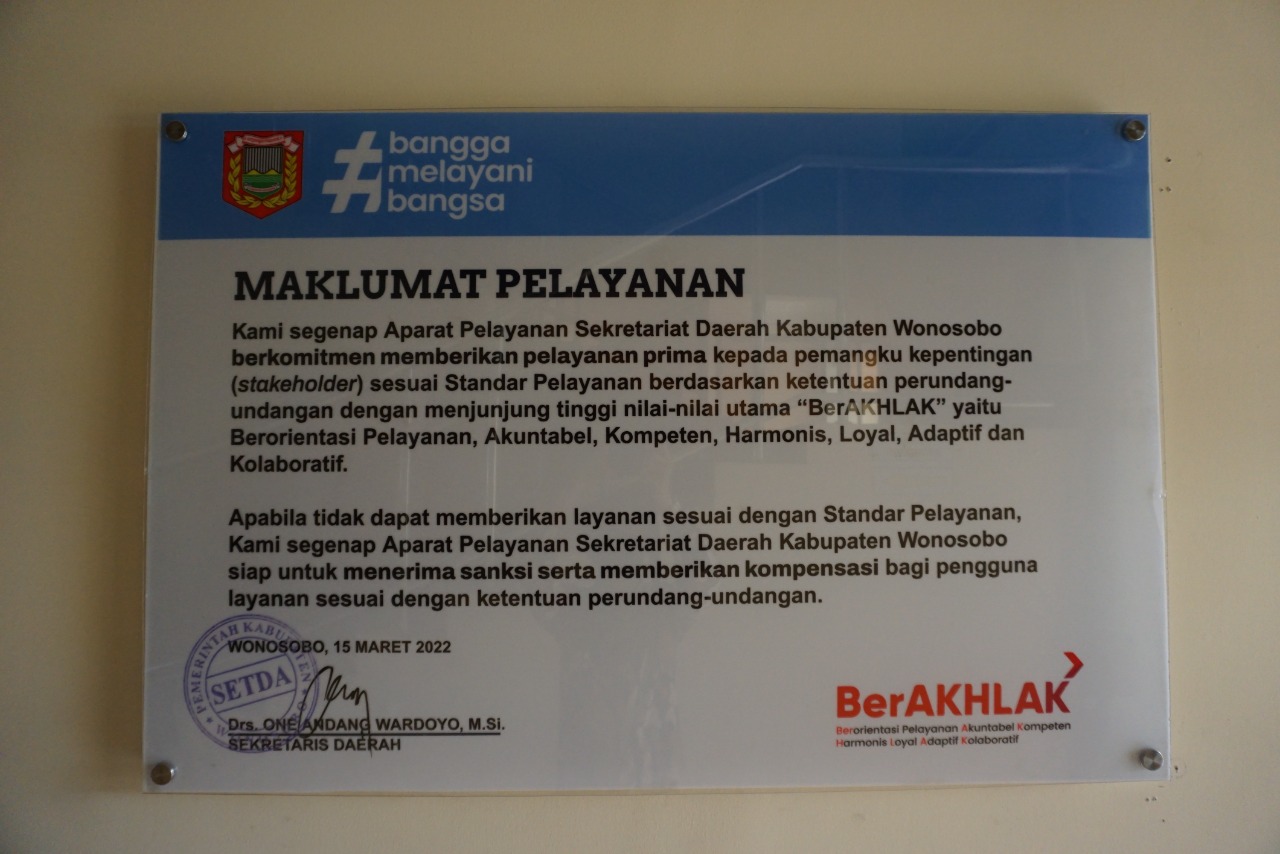 #bangga
melayani
bangsa
MAKLUMAT PELAYANAN
Kami segenap Aparat Pelayanan Sekretariat Daerah Kabupaten Wonosobo
berkomitmen memberikan pelayanan prima kepada pemangku kepentingan
(stakeholder) sesuai Standar Pelayanan berdasarkan ketentuan perundang-
undangan dengan menjunjung tinggi nilai-nilai utama “BerAKHLAK” yaitu
Berorientasi Pelayanan, Akuntabel, Kompeten, Harmonis, Loyal, Adaptif dan
Kolaboratif.
Apabila tidak dapat memberikan layanan sesuai dengan Standar Pelayanan,
Kami segenap Aparat Pelayanan Sekretariat Daerah Kabupaten Wonosobo
siap untuk menerima sanksi serta memberikan kompensasi bagi pengguna
layanan sesuai dengan ketentuan perundang-undangan.
WONOSOBO, 15 MARET 2022
PEMERINTAH KABUPATEN
SETDA
Drs. ONE ANDANG WARDOYO, M.Si.
SEKRETARIS DAERAH
BerAKHLAK
Berorientasi Pelayanan Akuntabel Kompeten
Harmonis Loyal Adaptif Kolaboratif